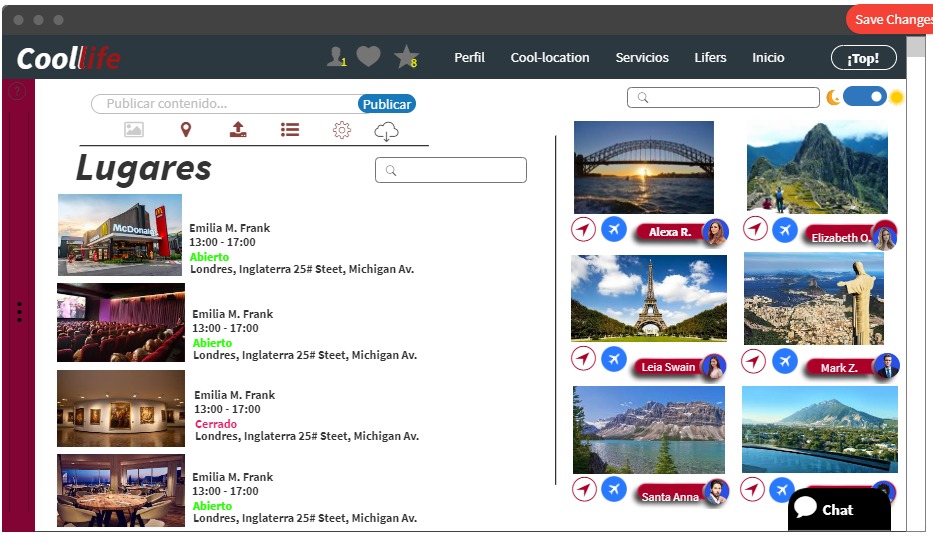 Save Changes
Coollife
1
8
Perfil
Cool-location
Servicios
Lifers
Inicio
¡Top!
Publicar contenido...
Publicar
Lugares
McDonald
Emilia M. Frank
13:00 - 17:00
Abierto
Londres, Inglaterra 25# Steet, Michigan Av.
Emilia M. Frank
13:00 - 17:00
Abierto
Londres, Inglaterra 25# Steet, Michigan Av.
Emilia M. Frank
13:00 - 17:00
Cerrado
Londres, Inglaterra 25# Steet, Michigan Av.
Emilia M. Frank
13:00 - 17:00
Abierto
Londres, Inglaterra 25# Steet, Michigan Av.
Alexa R.
Elizabeth O.
Leia Swain
Mark Z.
Santa Anna
Chat